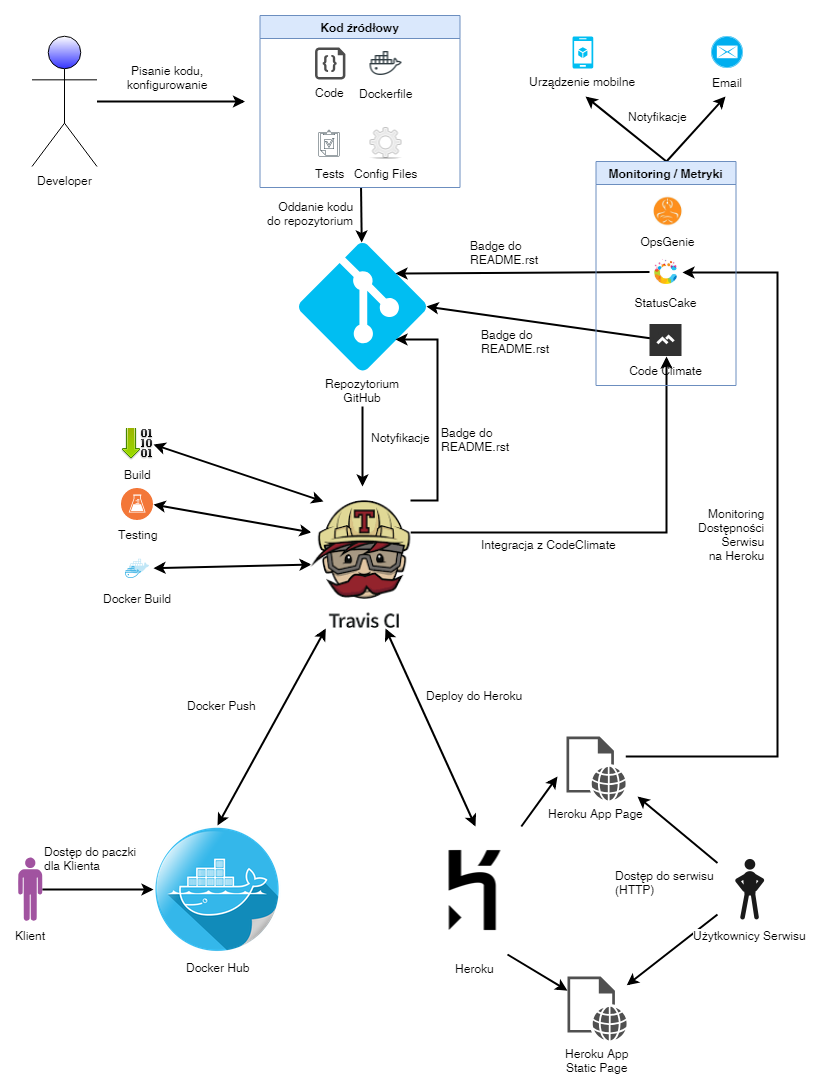 Kod źródłowy
Code
Dockerfile
Tests
Config Files
Pisanie kodu,
konfigurowanie
Developer
Urządzenie mobilne
Email
Notyfikacje
Monitoring / Metryki
OpsGenie
StatusCake
Code Climate
Oddanie kodu
do repozytorium
Badge do
README.rst
Badge do
README.rst
Repozytorium
GitHub
Notyfikacje
Badge do
README.rst
01
10
01
Build
Testing
Docker Build
T
Travis CI
Integracja z CodeClimate
Monitoring
Dostępności
Serwisu
na Heroku
Docker Push
Deploy do Heroku
Heroku App Page
Dostęp do paczki
dla Klienta
Klient
Docker Hub
Heroku
Dostęp do serwisu
(HTTP)
Użytkownicy Serwisu
Heroku App
Static Page